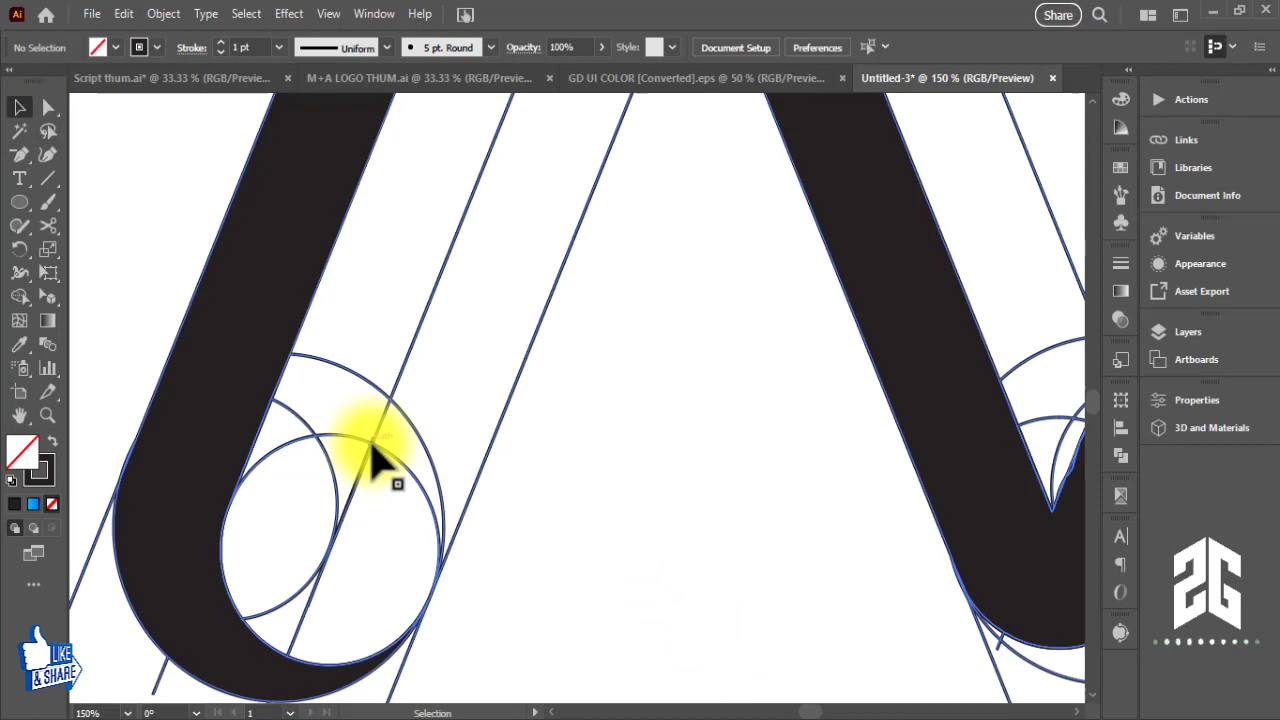 Ai File Edit Object Type Select Effect View Window Help Share
No Selection Stroke: 1 pt Uniform 5 pt. Round Opacity: 100% Style: Document Setup Preferences
Script thum.ai* @ 33.33 % (RGB/Preview... M+A LOGO THUM.ai @ 33.33 % (RGB/Previe... GD UI COLOR [Converted].eps @ 50 % (RGB/Previe... Untitled-3* @ 150 % (RGB/Preview)
Actions
Links
Libraries
Document Info
Variables
Appearance
Asset Export
Layers
Artboards
Properties
3D and Materials
LIKE
& SHARE
150% 0° 1 Selection